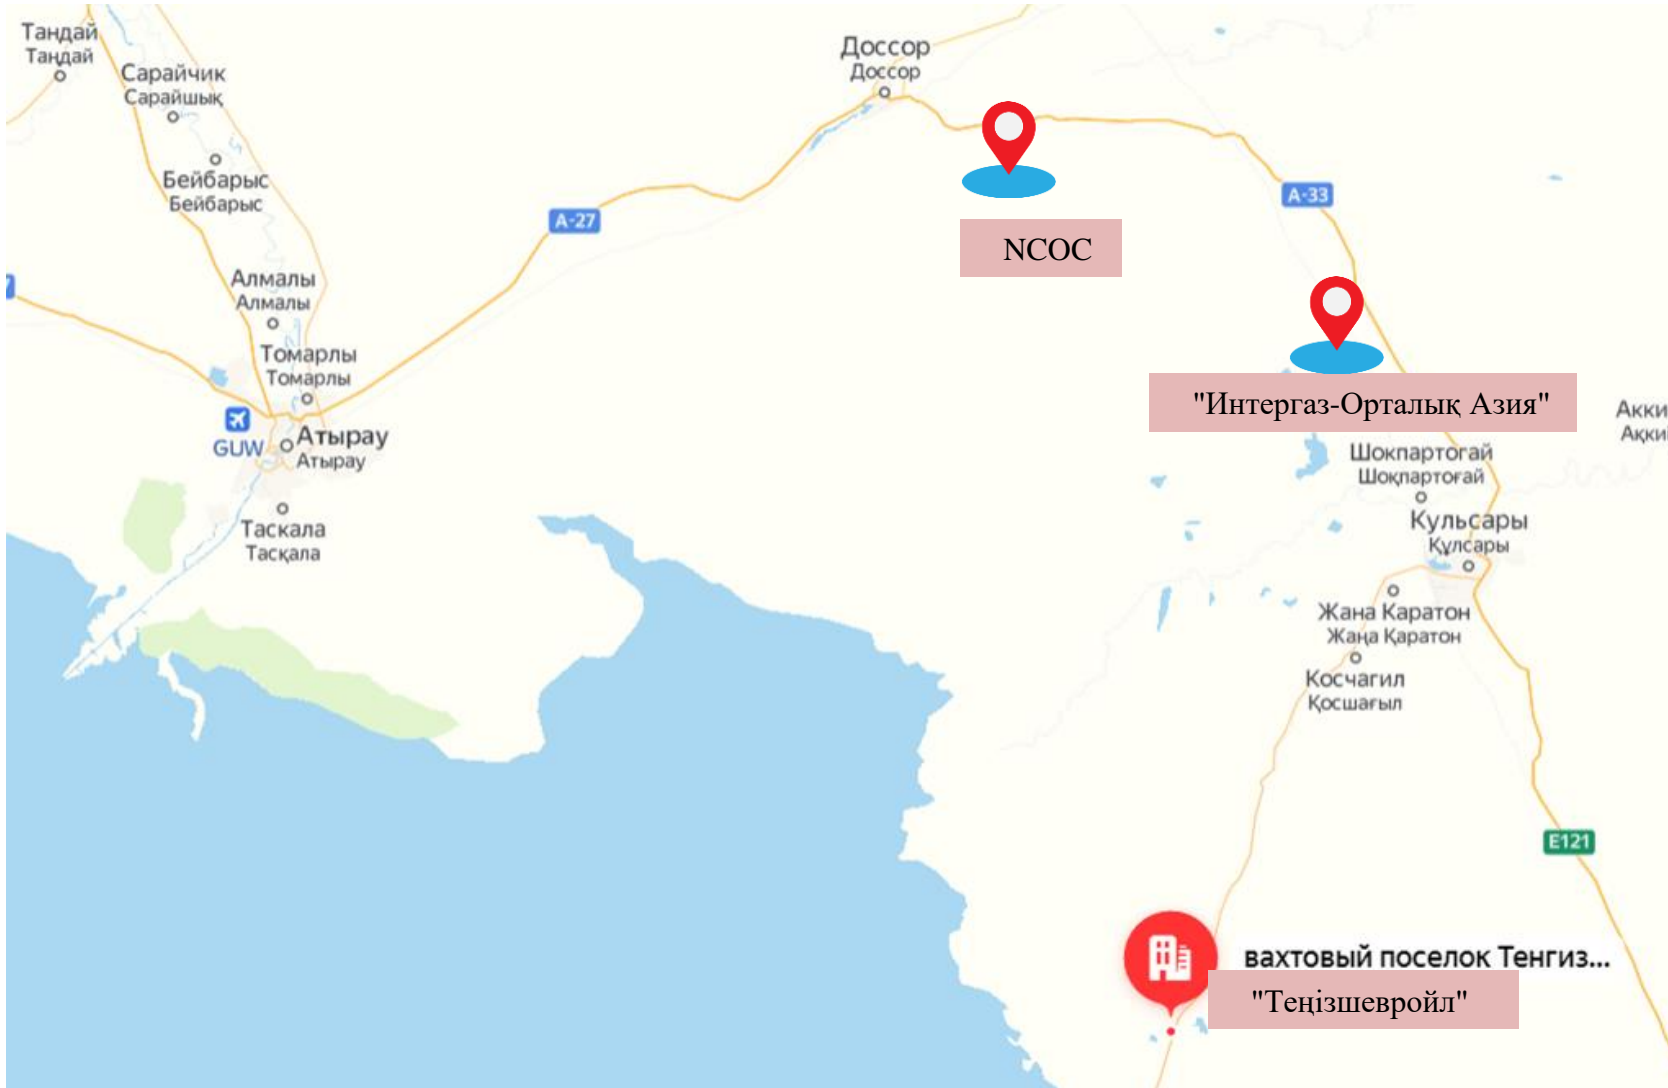 Тандай
Таңдай
Сарайчик
Сарайшық
Бейбарыс
Бейбарыс
Доссор
Доссор
А-27
А-33
NCOC
Алмалы
Алмалы
Томарлы
Томарлы
GUW
Атырау
Атырау
Таскала
Тасқала
"Интергаз-Орталық Азия"
Акки
Аққи
Шокпартогай
Шоқпартоғай
Кульсары
Құлсары
Жана Каратон
Жаңа Қаратон
Косчагил
Қосшағыл
E121
вахтовый поселок Тенгиз...
"Теңізшевройл"